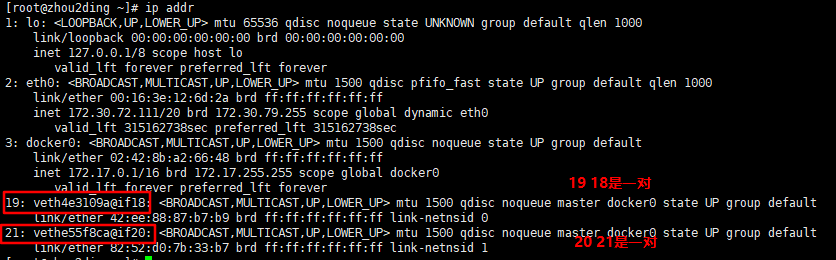 [root@zhou2ding ~]# ip addr
1: lo: <LOOPBACK,UP,LOWER_UP> mtu 65536 qdisc noqueue state UNKNOWN group default qlen 1000
link/loopback 00:00:00:00:00:00 brd 00:00:00:00:00:00
inet 127.0.0.1/8 scope host lo
valid_lft forever preferred_lft forever
2: eth0: <BROADCAST,MULTICAST,UP,LOWER_UP> mtu 1500 qdisc pfifo_fast state UP group default qlen 1000
link/ether 00:16:3e:12:6d:2a brd ff:ff:ff:ff:ff:ff
inet 172.30.72.111/20 brd 172.30.79.255 scope global dynamic eth0
valid_lft 315162738sec preferred_lft 315162738sec
3: docker0: <BROADCAST,MULTICAST,UP,LOWER_UP> mtu 1500 qdisc noqueue state UP group default
link/ether 02:42:8b:a2:66:48 brd ff:ff:ff:ff:ff:ff
inet 172.17.0.1/16 brd 172.17.255.255 scope global docker0
valid_lft forever preferred_lft forever
19 18是一对
19: veth4e3109a@if18: <BROADCAST,MULTICAST,UP,LOWER_UP> mtu 1500 qdisc noqueue master docker0 state UP group default
link/ether 42:ee:88:87:b7:b9 brd ff:ff:ff:ff:ff:ff link-netnsid 0
21: vethe55f8ca@if20: <BROADCAST,MULTICAST,UP,LOWER_UP> mtu 1500 qdisc noqueue master docker0 state UP group default
link/ether 82:52:d0:7b:33:b7 brd ff:ff:ff:ff:ff:ff link-netnsid 1
20 21是一对